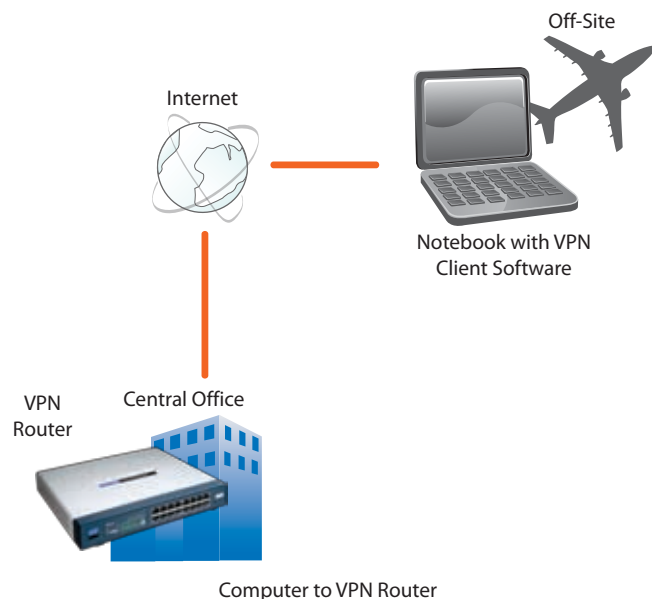 Off-Site
Internet
Notebook with VPN
Client Software
VPN
Router
Central Office
Computer to VPN Router